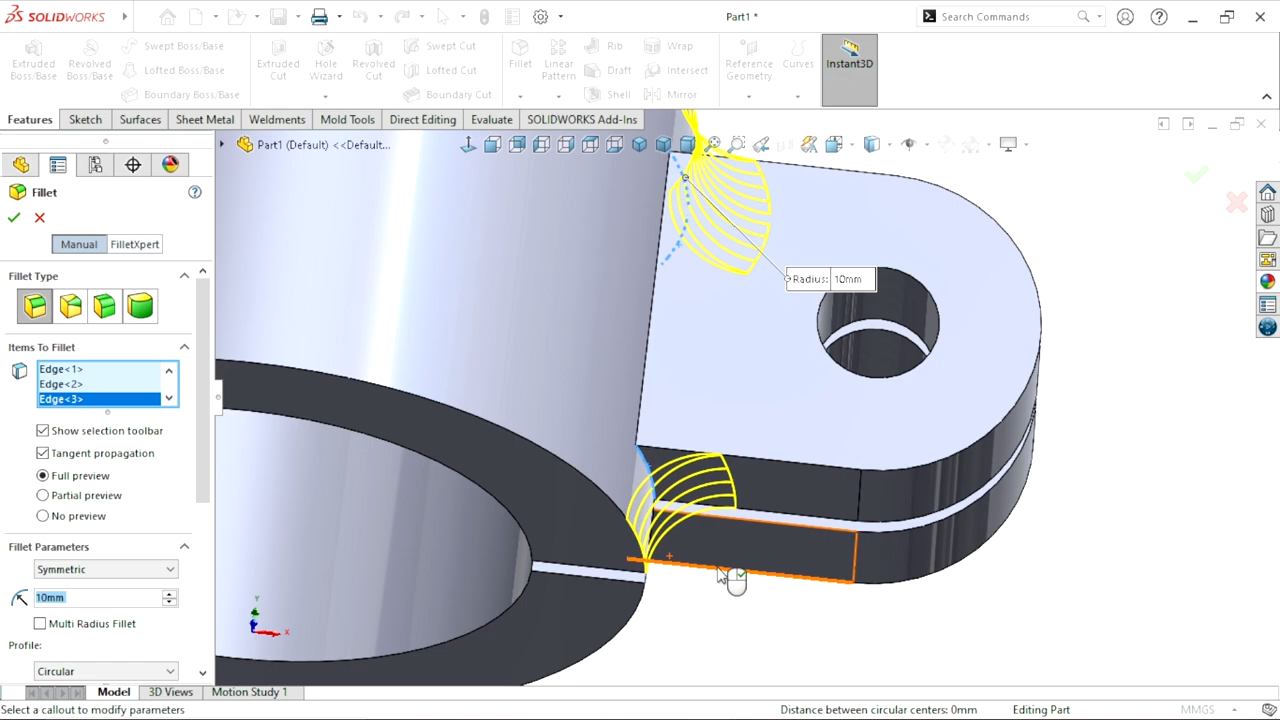 SOLIDWORKS
Part1 *
Search Commands
Extruded Boss/Base
Revolved Boss/Base
Swept Boss/Base
Lofted Boss/Base
Boundary Boss/Base
Extruded Cut
Hole Wizard
Revolved Cut
Swept Cut
Lofted Cut
Boundary Cut
Fillet
Linear Pattern
Rib
Draft
Shell
Wrap
Intersect
Mirror
Reference Geometry
Curves
Instant3D
Features
Sketch
Surfaces
Sheet Metal
Weldments
Mold Tools
Direct Editing
Evaluate
SOLIDWORKS Add-Ins
Part1 (Default) <<Default...
Fillet
Manual
FilletXpert
Fillet Type
Items To Fillet
Edge<1>
Edge<2>
Edge<3>
Show selection toolbar
Tangent propagation
Full preview
Partial preview
No preview
Fillet Parameters
Symmetric
10mm
Multi Radius Fillet
Profile:
Circular
Radius: 10mm
Y
X
Model
3D Views
Motion Study 1
Select a callout to modify parameters
Distance between circular centers: 0mm
Editing Part
MMGS